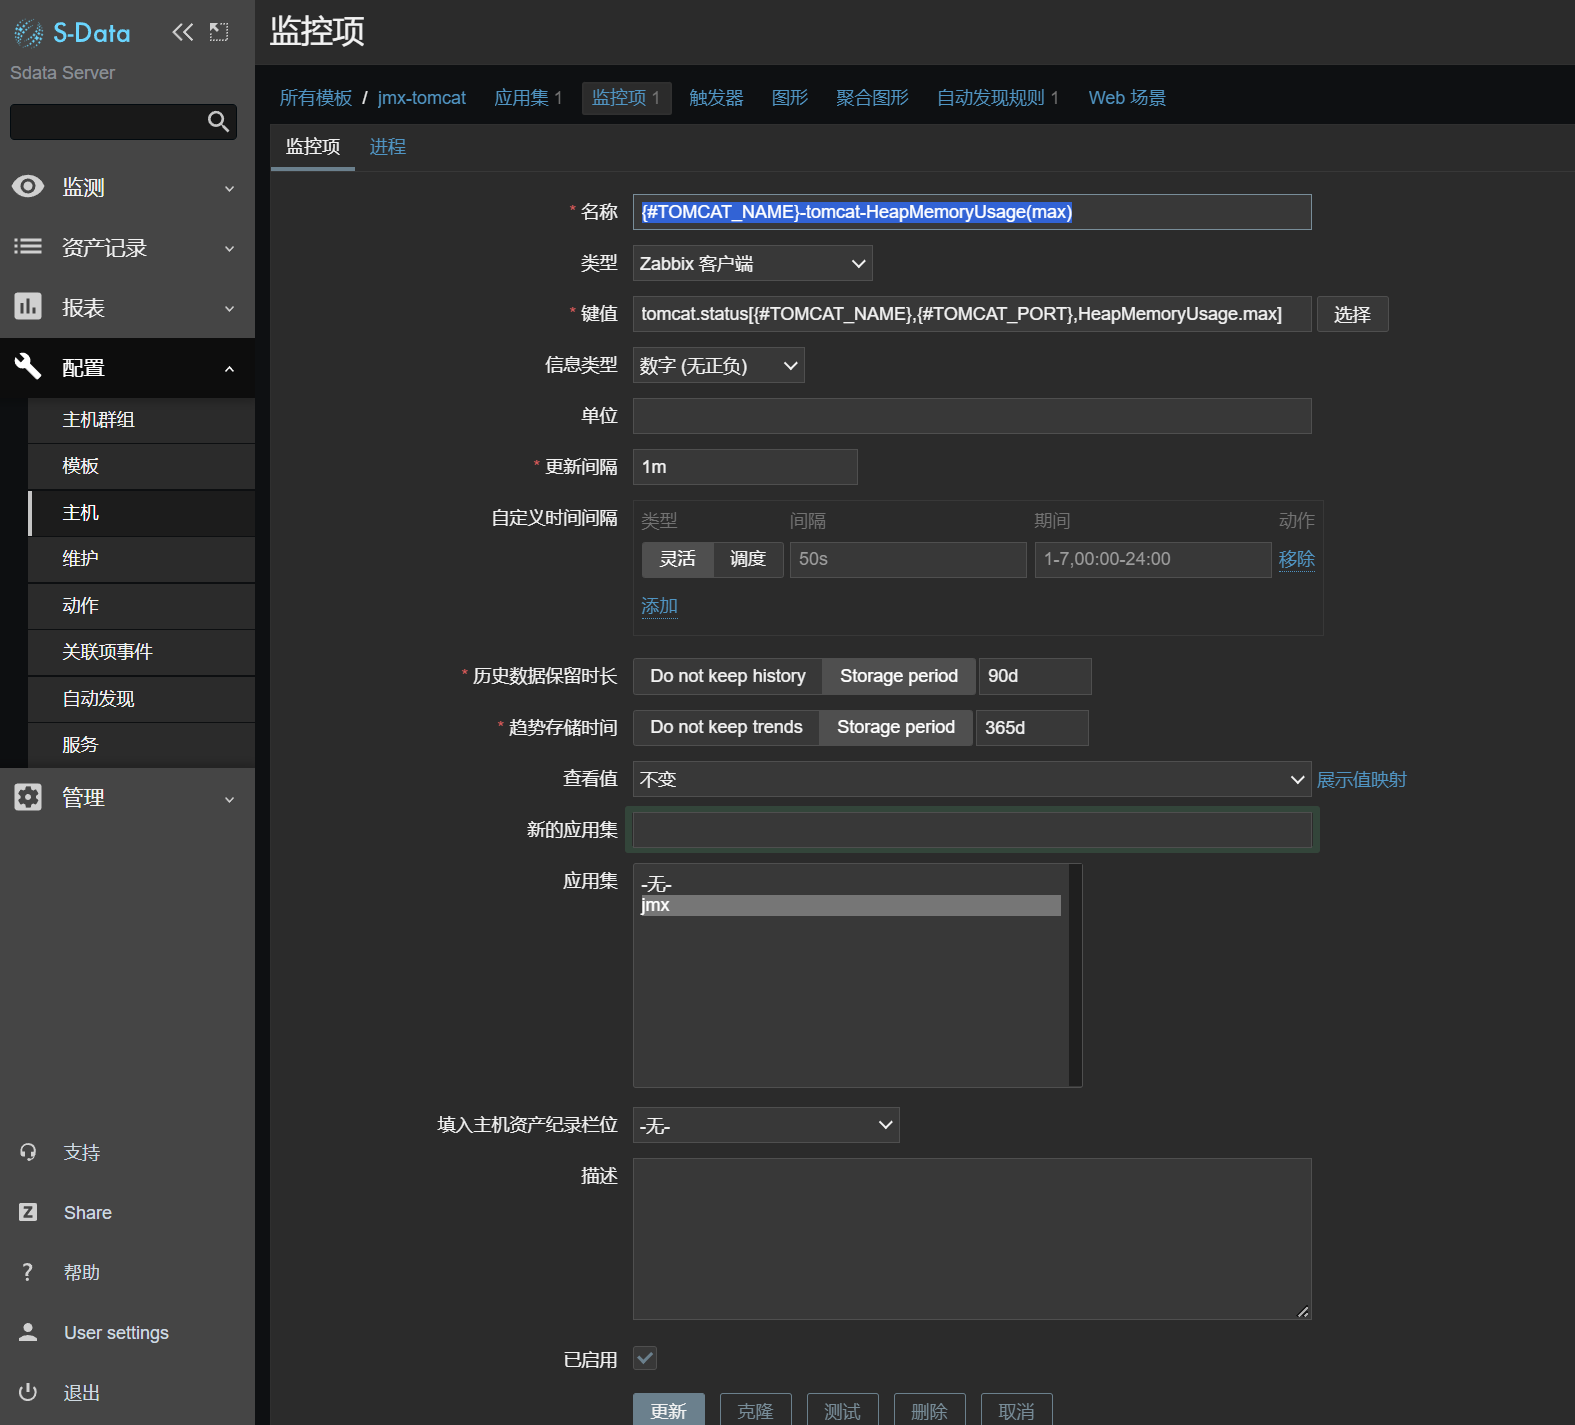 S-Data
Sdata Server
监测
资产记录
报表
配置
主机群组
模板
主机
维护
动作
关联项事件
自动发现
服务
管理
支持
Z Share
? 帮助
User settings
退出
监控项
所有模板 / jmx-tomcat 应用集 1 监控项 1 触发器 图形 聚合图形 自动发现规则 1 Web 场景
监控项 进程
* 名称 {#TOMCAT_NAME}-tomcat-HeapMemoryUsage(max)
类型 Zabbix 客户端
* 键值 tomcat.status[{#TOMCAT_NAME},{#TOMCAT_PORT},HeapMemoryUsage.max] 选择
信息类型 数字 (无正负)
单位
* 更新间隔 1m
自定义时间间隔 类型 间隔 期间 动作
灵活 调度 50s 1-7,00:00-24:00 移除
添加
* 历史数据保留时长 Do not keep history Storage period 90d
* 趋势存储时间 Do not keep trends Storage period 365d
查看值 不变 展示值映射
新的应用集
应用集 -无-
jmx
填入主机资产纪录栏位 -无-
描述
已启用
更新 克隆 测试 删除 取消